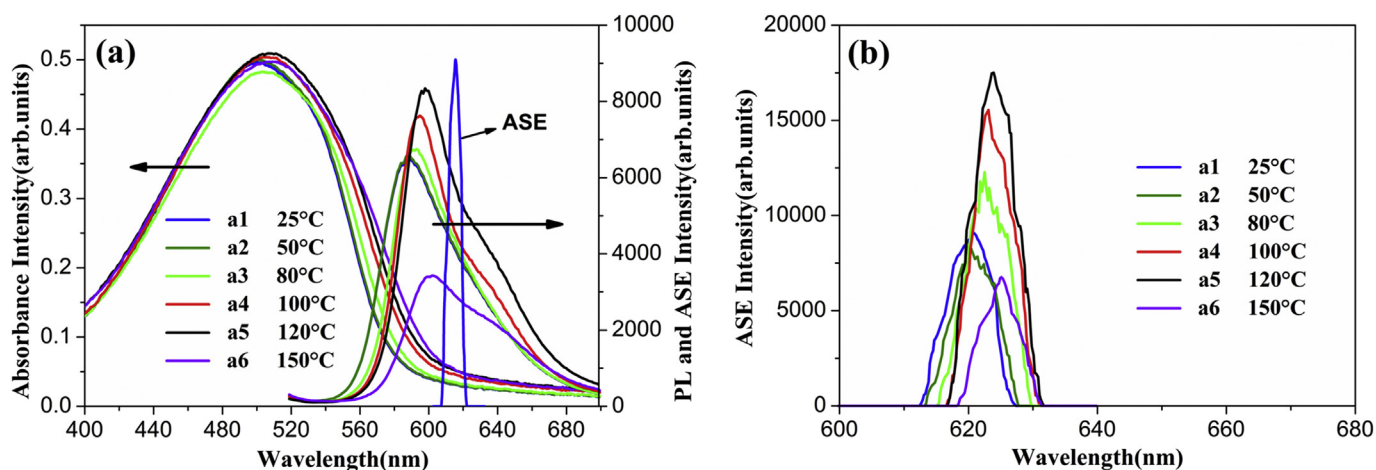 (a)
ASE
a1 25°C
a2 50°C
a3 80°C
a4 100°C
a5 120°C
a6 150°C
Absorbance Intensity(arb.units)
0.5
0.4
0.3
0.2
0.1
0.0
400 440 480 520 560 600 640 680
Wavelength(nm)
10000
8000
6000
4000
2000
0
PL and ASE Intensity(arb.units)
(b)
a1 25°C
a2 50°C
a3 80°C
a4 100°C
a5 120°C
a6 150°C
ASE Intensity(arb.units)
20000
15000
10000
5000
0
600 620 640 660 680
Wavelength(nm)